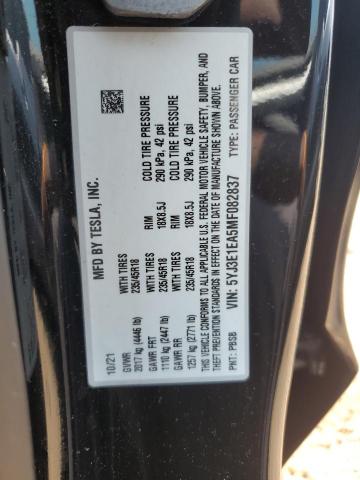 MFD BY TESLA, INC.
10/21
GVWR
2017 kg (4446 lb)
WITH TIRES
235/45R18
RIM
18X8.5J
COLD TIRE PRESSURE
290 kPa, 42 psi
GAWR FRT
1110 kg (2447 lb)
WITH TIRES
235/45R18
RIM
18X8.5J
COLD TIRE PRESSURE
290 kPa, 42 psi
GAWR RR
1257 kg (2771 lb)
THIS VEHICLE CONFORMS TO ALL APPLICABLE U.S. FEDERAL MOTOR VEHICLE SAFETY, BUMPER, AND
THEFT PREVENTION STANDARDS IN EFFECT ON THE DATE OF MANUFACTURE SHOWN ABOVE.
VIN: 5YJ3E1EA5MF082837
TYPE: PASSENGER CAR
PNT: PBSB